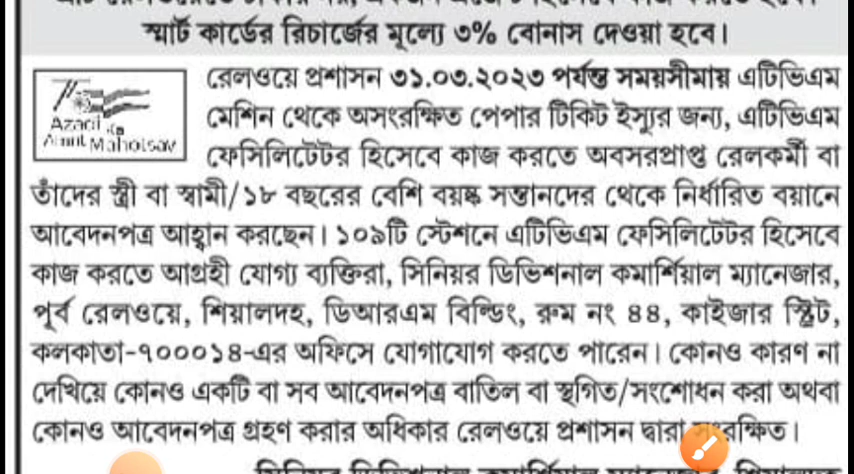 স্মার্ট কার্ডের রিচার্জের মূল্যে ৩% বোনাস দেওয়া হবে।
Azadi Ka
Amrit Mahotsav
রেলওয়ে প্রশাসন ৩১.০৩.২০২৩ পর্যন্ত সময়সীমায় এটিভিএম
মেশিন থেকে অসংরক্ষিত পেপার টিকিট ইস্যুর জন্য, এটিভিএম
ফেসিলিটেটর হিসেবে কাজ করতে অবসরপ্রাপ্ত রেলকর্মী বা
তাঁদের স্ত্রী বা স্বামী/১৮ বছরের বেশি বয়স্ক সন্তানদের থেকে নির্ধারিত বয়ানে
আবেদনপত্র আহ্বান করছেন। ১০৯টি স্টেশনে এটিভিএম ফেসিলিটেটর হিসেবে
কাজ করতে আগ্রহী যোগ্য ব্যক্তিরা, সিনিয়র ডিভিশনাল কমার্শিয়াল ম্যানেজার,
পূর্ব রেলওয়ে, শিয়ালদহ, ডিআরএম বিল্ডিং, রুম নং ৪৪, কাইজার স্ট্রিট,
কলকাতা-৭০০০১৪-এর অফিসে যোগাযোগ করতে পারেন। কোনও কারণ না
দেখিয়ে কোনও একটি বা সব আবেদনপত্র বাতিল বা স্থগিত/সংশোধন করা অথবা
কোনও আবেদনপত্র গ্রহণ করার অধিকার রেলওয়ে প্রশাসন দ্বারা সংরক্ষিত।